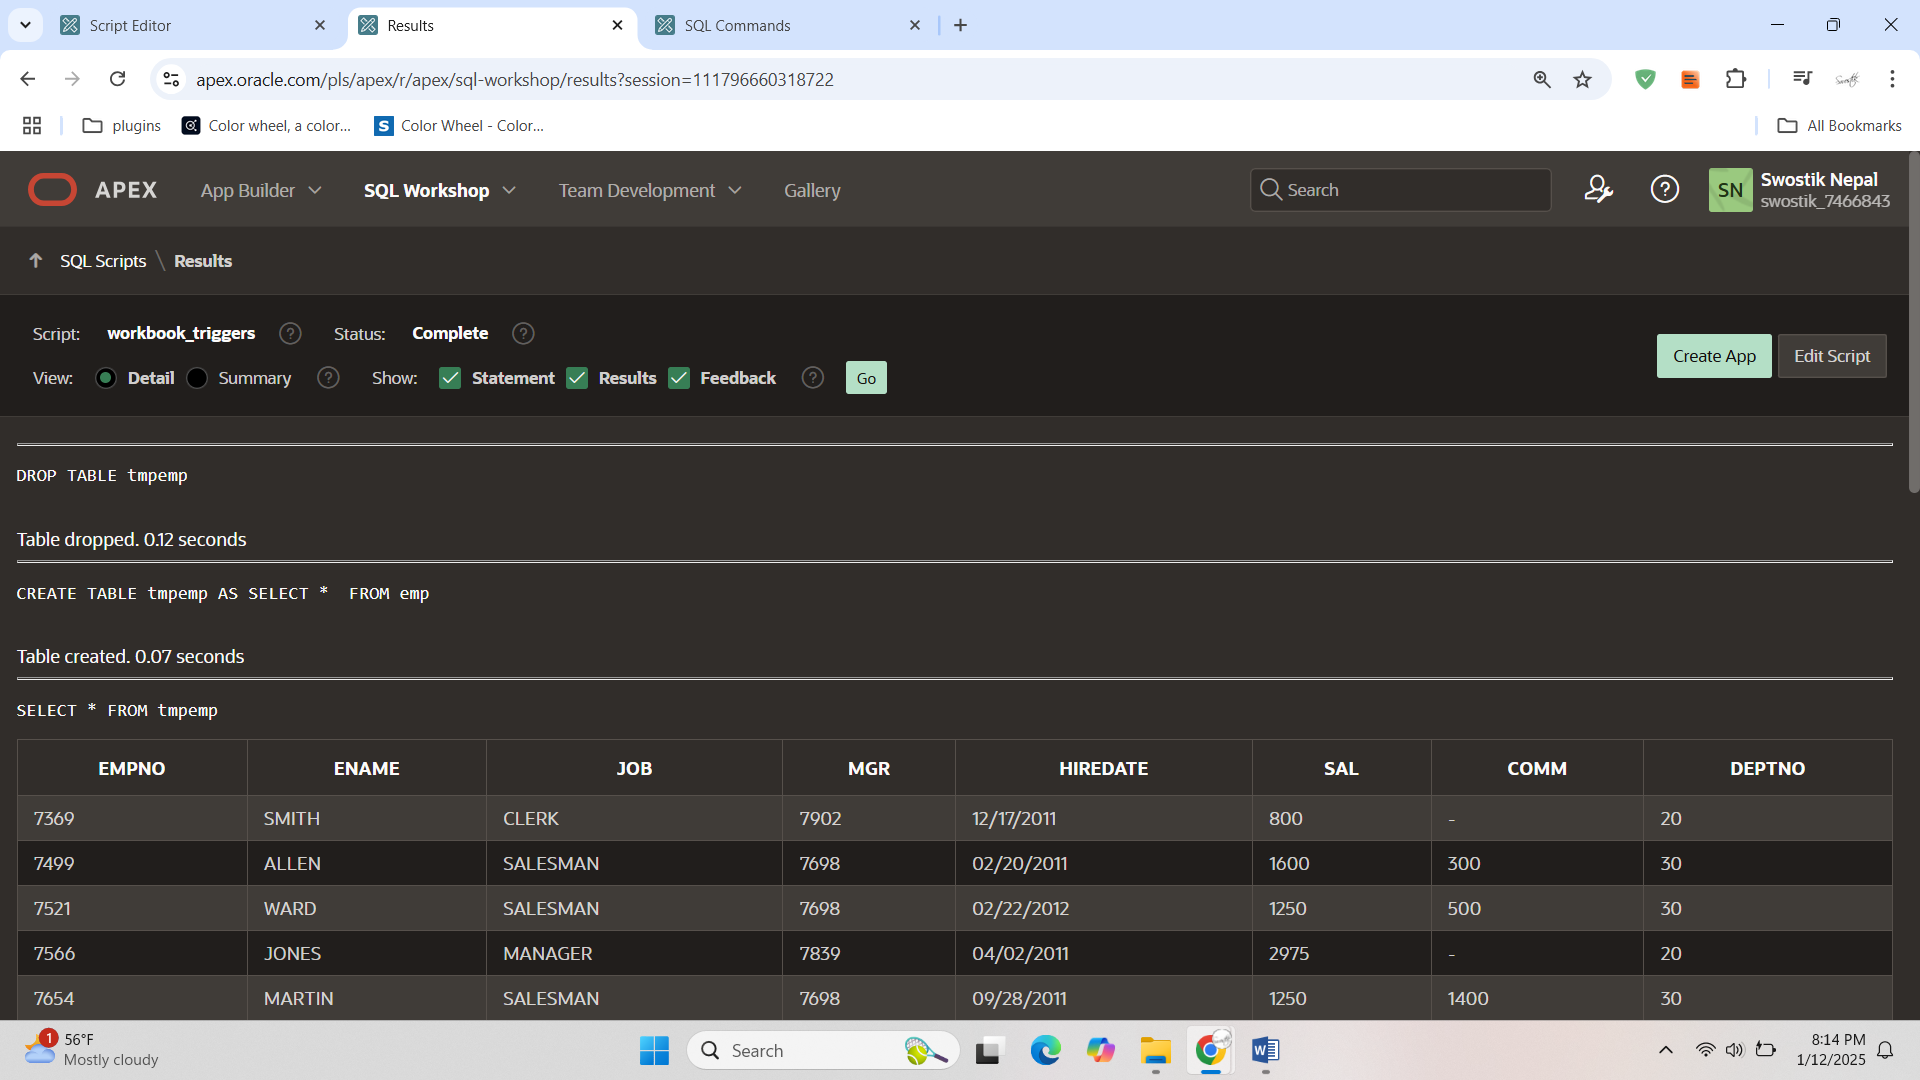 Script Editor
Results
SQL Commands
apex.oracle.com/pls/apex/r/apex/sql-workshop/results?session=111796660318722
plugins
Color wheel, a color...
S
Color Wheel - Color...
All Bookmarks
APEX
App Builder
SQL Workshop
Team Development
Gallery
Search
?
SN
Swostik Nepal
swostik_7466843
SQL Scripts \ Results
Script: workbook_triggers ? Status: Complete ?
View: Detail Summary ? Show: Statement Results Feedback ? Go
Create App
Edit Script
DROP TABLE tmpemp
Table dropped. 0.12 seconds
CREATE TABLE tmpemp AS SELECT *  FROM emp
Table created. 0.07 seconds
SELECT * FROM tmpemp
EMPNO ENAME JOB MGR HIREDATE SAL COMM DEPTNO
7369 SMITH CLERK 7902 12/17/2011 800 - 20
7499 ALLEN SALESMAN 7698 02/20/2011 1600 300 30
7521 WARD SALESMAN 7698 02/22/2012 1250 500 30
7566 JONES MANAGER 7839 04/02/2011 2975 - 20
7654 MARTIN SALESMAN 7698 09/28/2011 1250 1400 30
1
56°F
Mostly cloudy
Search
W
8:14 PM
1/12/2025